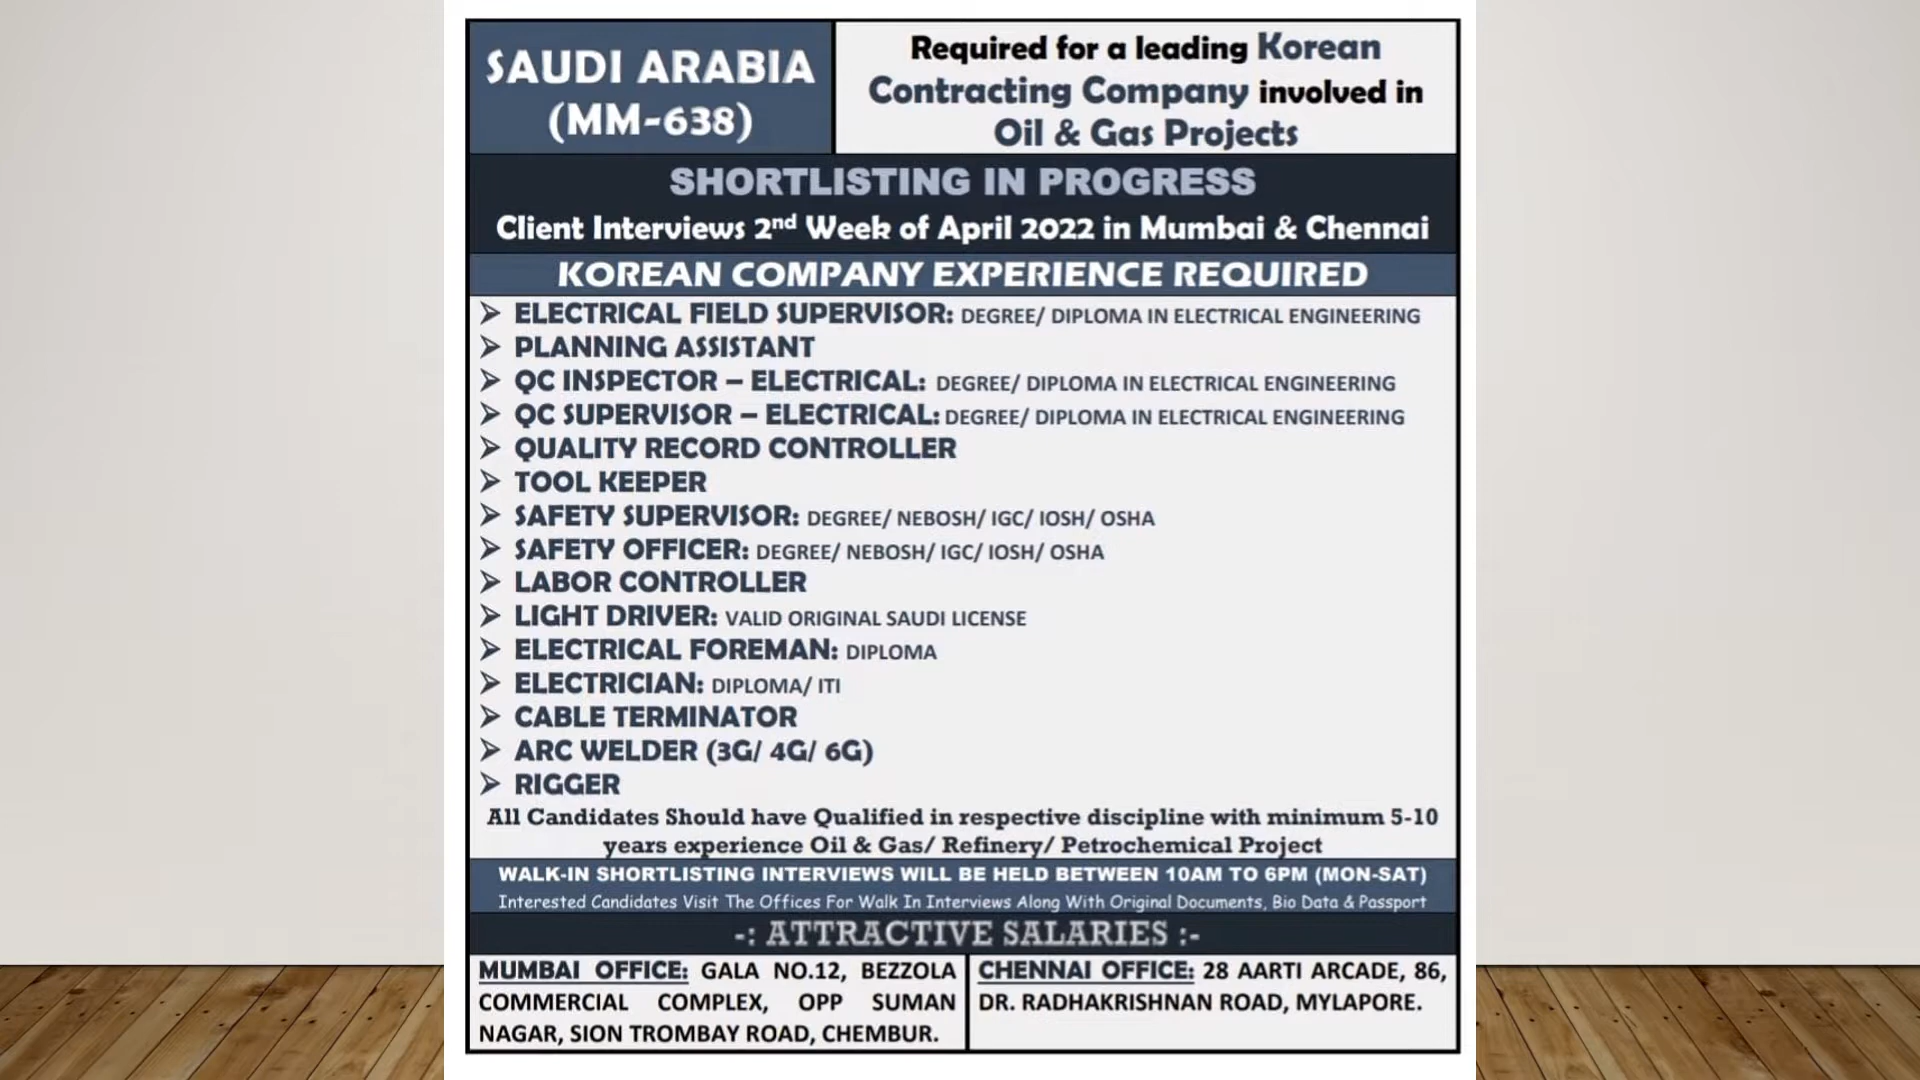 SAUDI ARABIA
(MM-638)
Required for a leading Korean
Contracting Company involved in
Oil & Gas Projects
SHORTLISTING IN PROGRESS
Client Interviews 2nd Week of April 2022 in Mumbai & Chennai
KOREAN COMPANY EXPERIENCE REQUIRED
➢ ELECTRICAL FIELD SUPERVISOR: DEGREE/ DIPLOMA IN ELECTRICAL ENGINEERING
➢ PLANNING ASSISTANT
➢ QC INSPECTOR – ELECTRICAL: DEGREE/ DIPLOMA IN ELECTRICAL ENGINEERING
➢ QC SUPERVISOR – ELECTRICAL: DEGREE/ DIPLOMA IN ELECTRICAL ENGINEERING
➢ QUALITY RECORD CONTROLLER
➢ TOOL KEEPER
➢ SAFETY SUPERVISOR: DEGREE/ NEBOSH/ IGC/ IOSH/ OSHA
➢ SAFETY OFFICER: DEGREE/ NEBOSH/ IGC/ IOSH/ OSHA
➢ LABOR CONTROLLER
➢ LIGHT DRIVER: VALID ORIGINAL SAUDI LICENSE
➢ ELECTRICAL FOREMAN: DIPLOMA
➢ ELECTRICIAN: DIPLOMA/ ITI
➢ CABLE TERMINATOR
➢ ARC WELDER (3G/ 4G/ 6G)
➢ RIGGER
All Candidates Should have Qualified in respective discipline with minimum 5-10
years experience Oil & Gas/ Refinery/ Petrochemical Project
WALK-IN SHORTLISTING INTERVIEWS WILL BE HELD BETWEEN 10AM TO 6PM (MON-SAT)
Interested Candidates Visit The Offices For Walk In Interviews Along With Original Documents, Bio Data & Passport
-: ATTRACTIVE SALARIES :-
MUMBAI OFFICE: GALA NO.12, BEZZOLA
COMMERCIAL COMPLEX, OPP SUMAN
NAGAR, SION TROMBAY ROAD, CHEMBUR.
CHENNAI OFFICE: 28 AARTI ARCADE, 86,
DR. RADHAKRISHNAN ROAD, MYLAPORE.